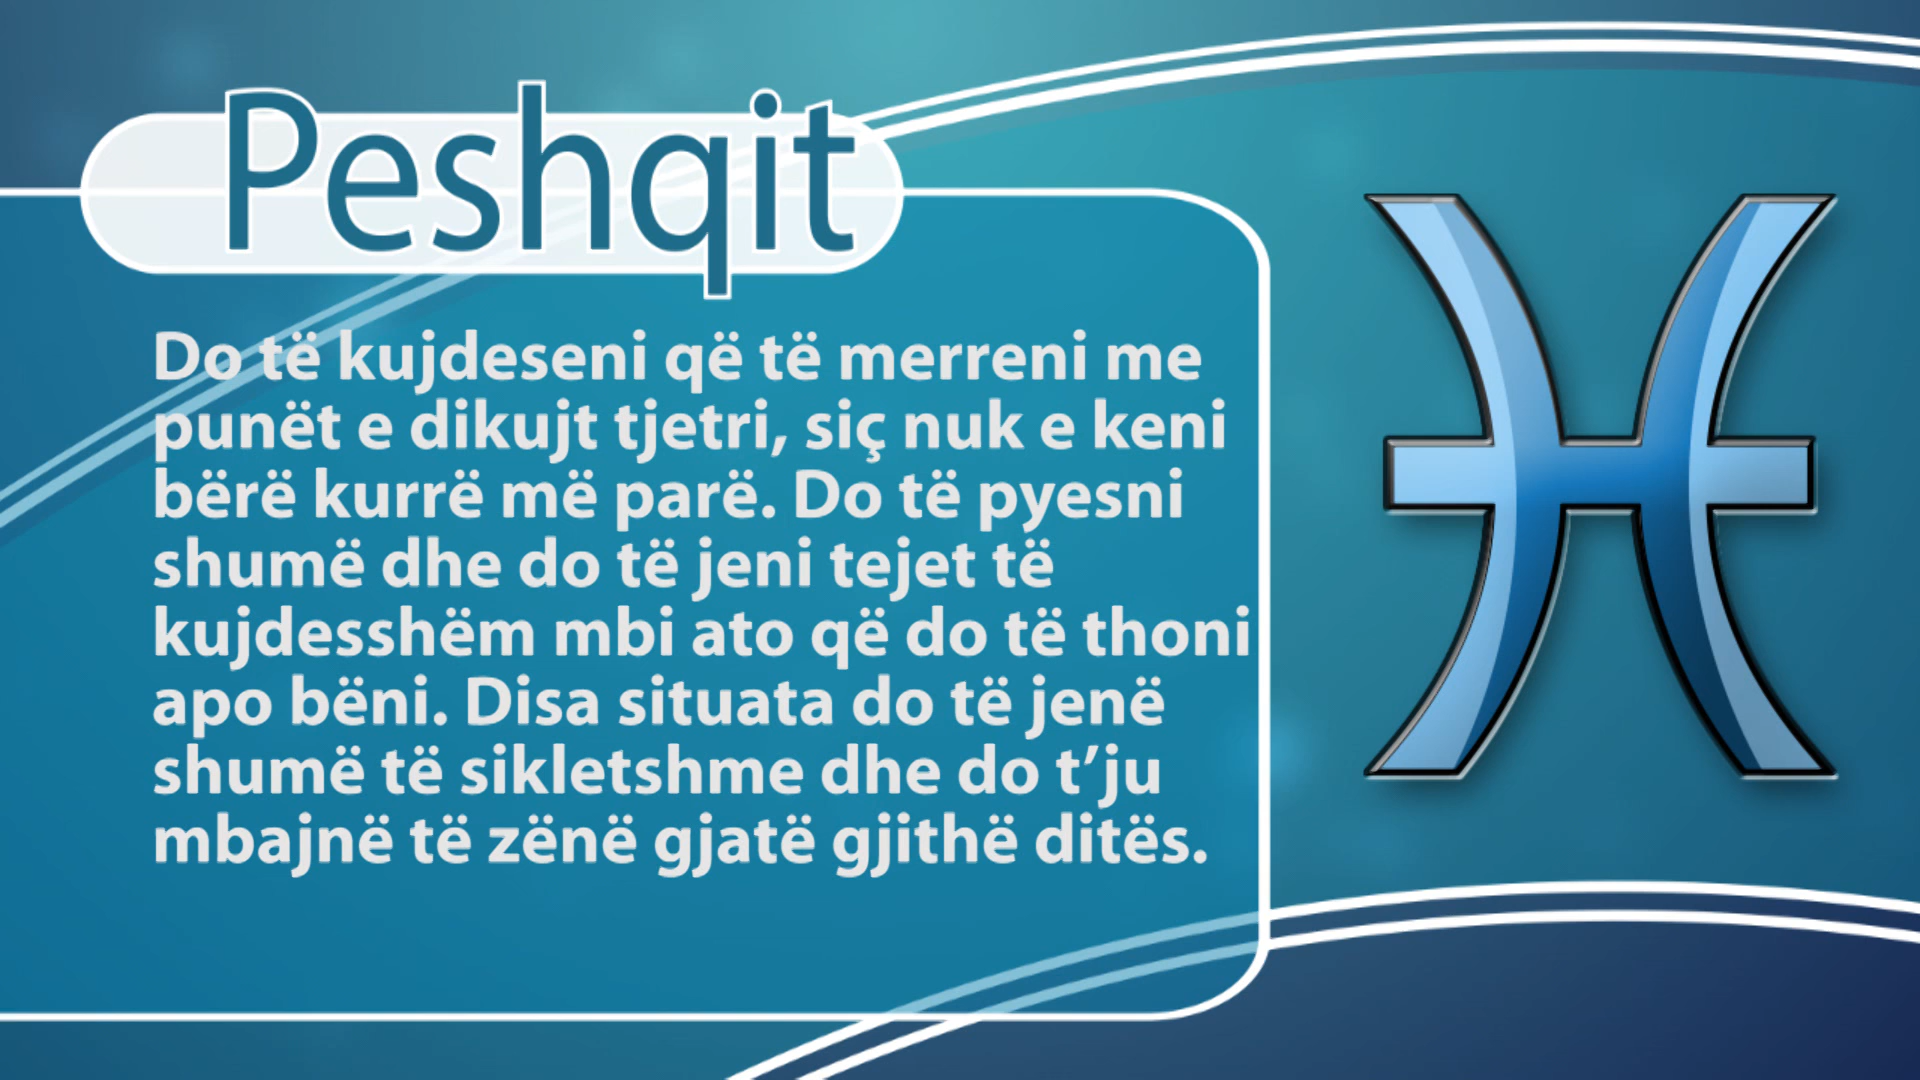 Peshqit
Do të kujdeseni që të merreni me
punët e dikujt tjetri, siç nuk e keni
bërë kurrë më parë. Do të pyesni
shumë dhe do të jeni tejet të
kujdesshëm mbi ato që do të thoni
apo bëni. Disa situata do të jenë
shumë të sikletshme dhe do t’ju
mbajnë të zënë gjatë gjithë ditës.